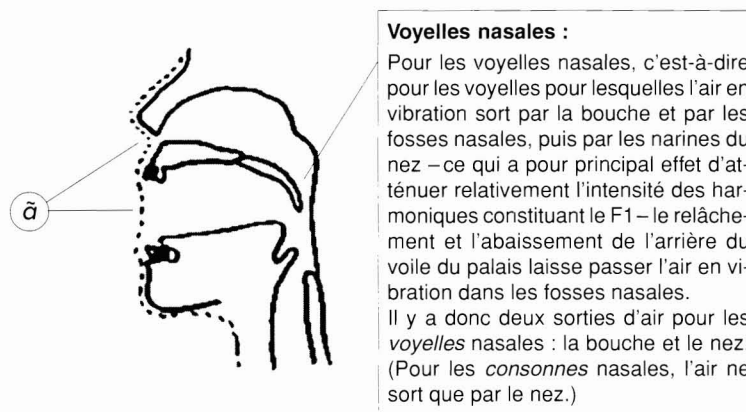 Voyelles nasales :
Pour les voyelles nasales, c'est-à-dire
pour les voyelles pour lesquelles l'air en
vibration sort par la bouche et par les
fosses nasales, puis par les narines du
nez – ce qui a pour principal effet d'at-
ténuer relativement l'intensité des har-
moniques constituant le F1 – le relâche-
ment et l'abaissement de l'arrière du
voile du palais laisse passer l'air en vi-
bration dans les fosses nasales.
Il y a donc deux sorties d'air pour les
voyelles nasales : la bouche et le nez
(Pour les consonnes nasales, l'air ne
sort que par le nez.)
ã